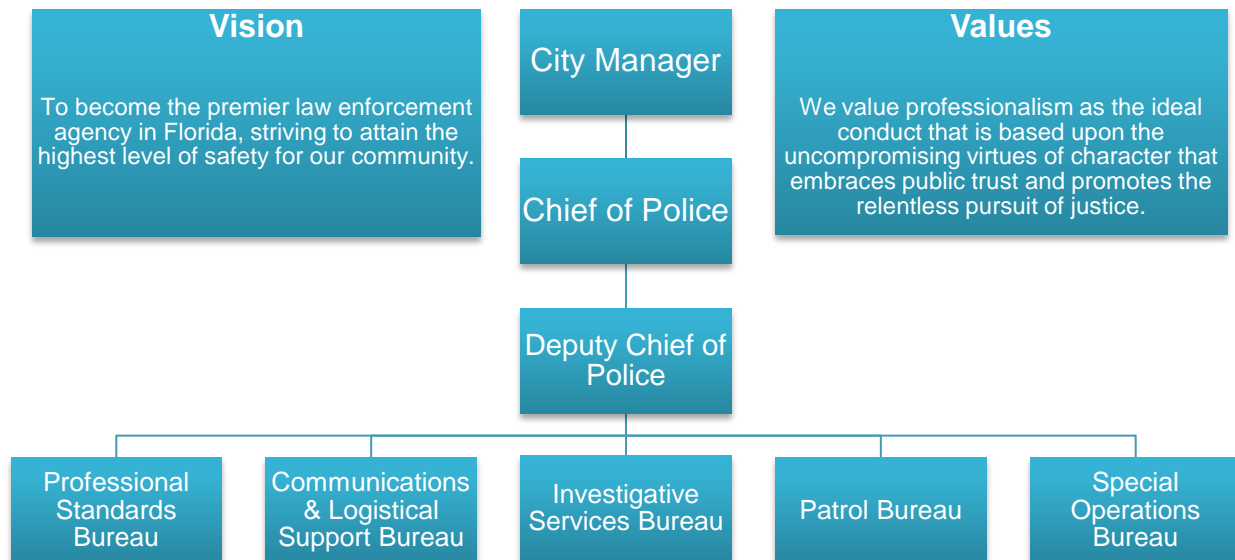 Vision
To become the premier law enforcement
agency in Florida, striving to attain the
highest level of safety for our community.
City Manager
Values
We value professionalism as the ideal
conduct that is based upon the
uncompromising virtues of character that
embraces public trust and promotes the
relentless pursuit of justice.
Chief of Police
Deputy Chief of
Police
Professional
Standards
Bureau
Communications
& Logistical
Support Bureau
Investigative
Services Bureau
Patrol Bureau
Special
Operations
Bureau